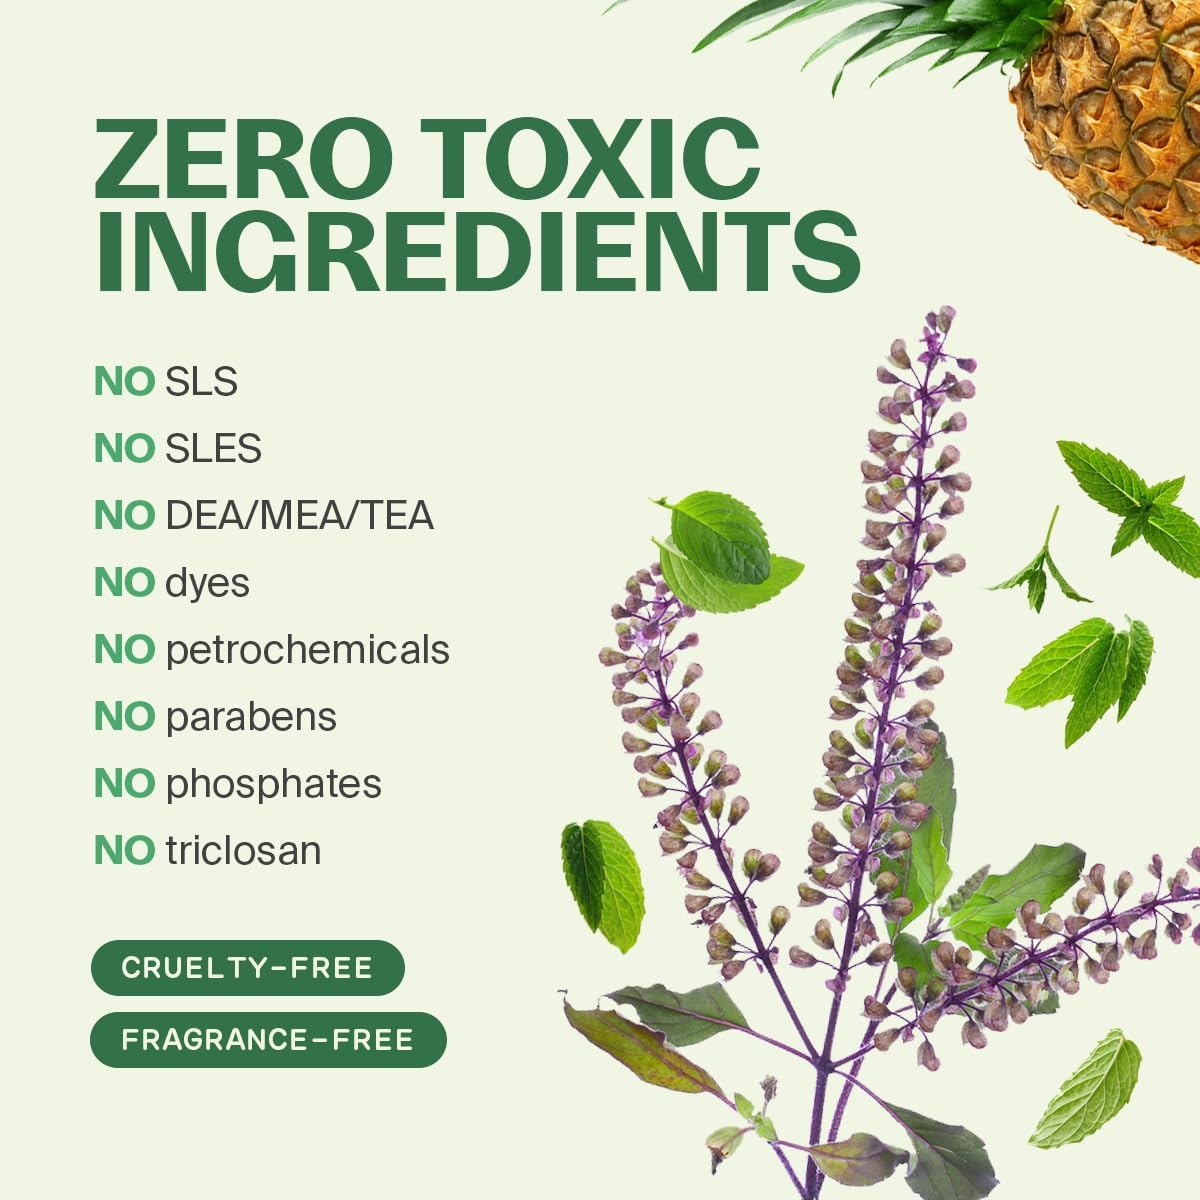 ZERO TOXIC
INGREDIENTS
NO SLS
NO SLES
NO DEA/MEA/TEA
NO dyes
NO petrochemicals
NO parabens
NO phosphates
NO triclosan
CRUELTY-FREE
FRAGRANCE-FREE